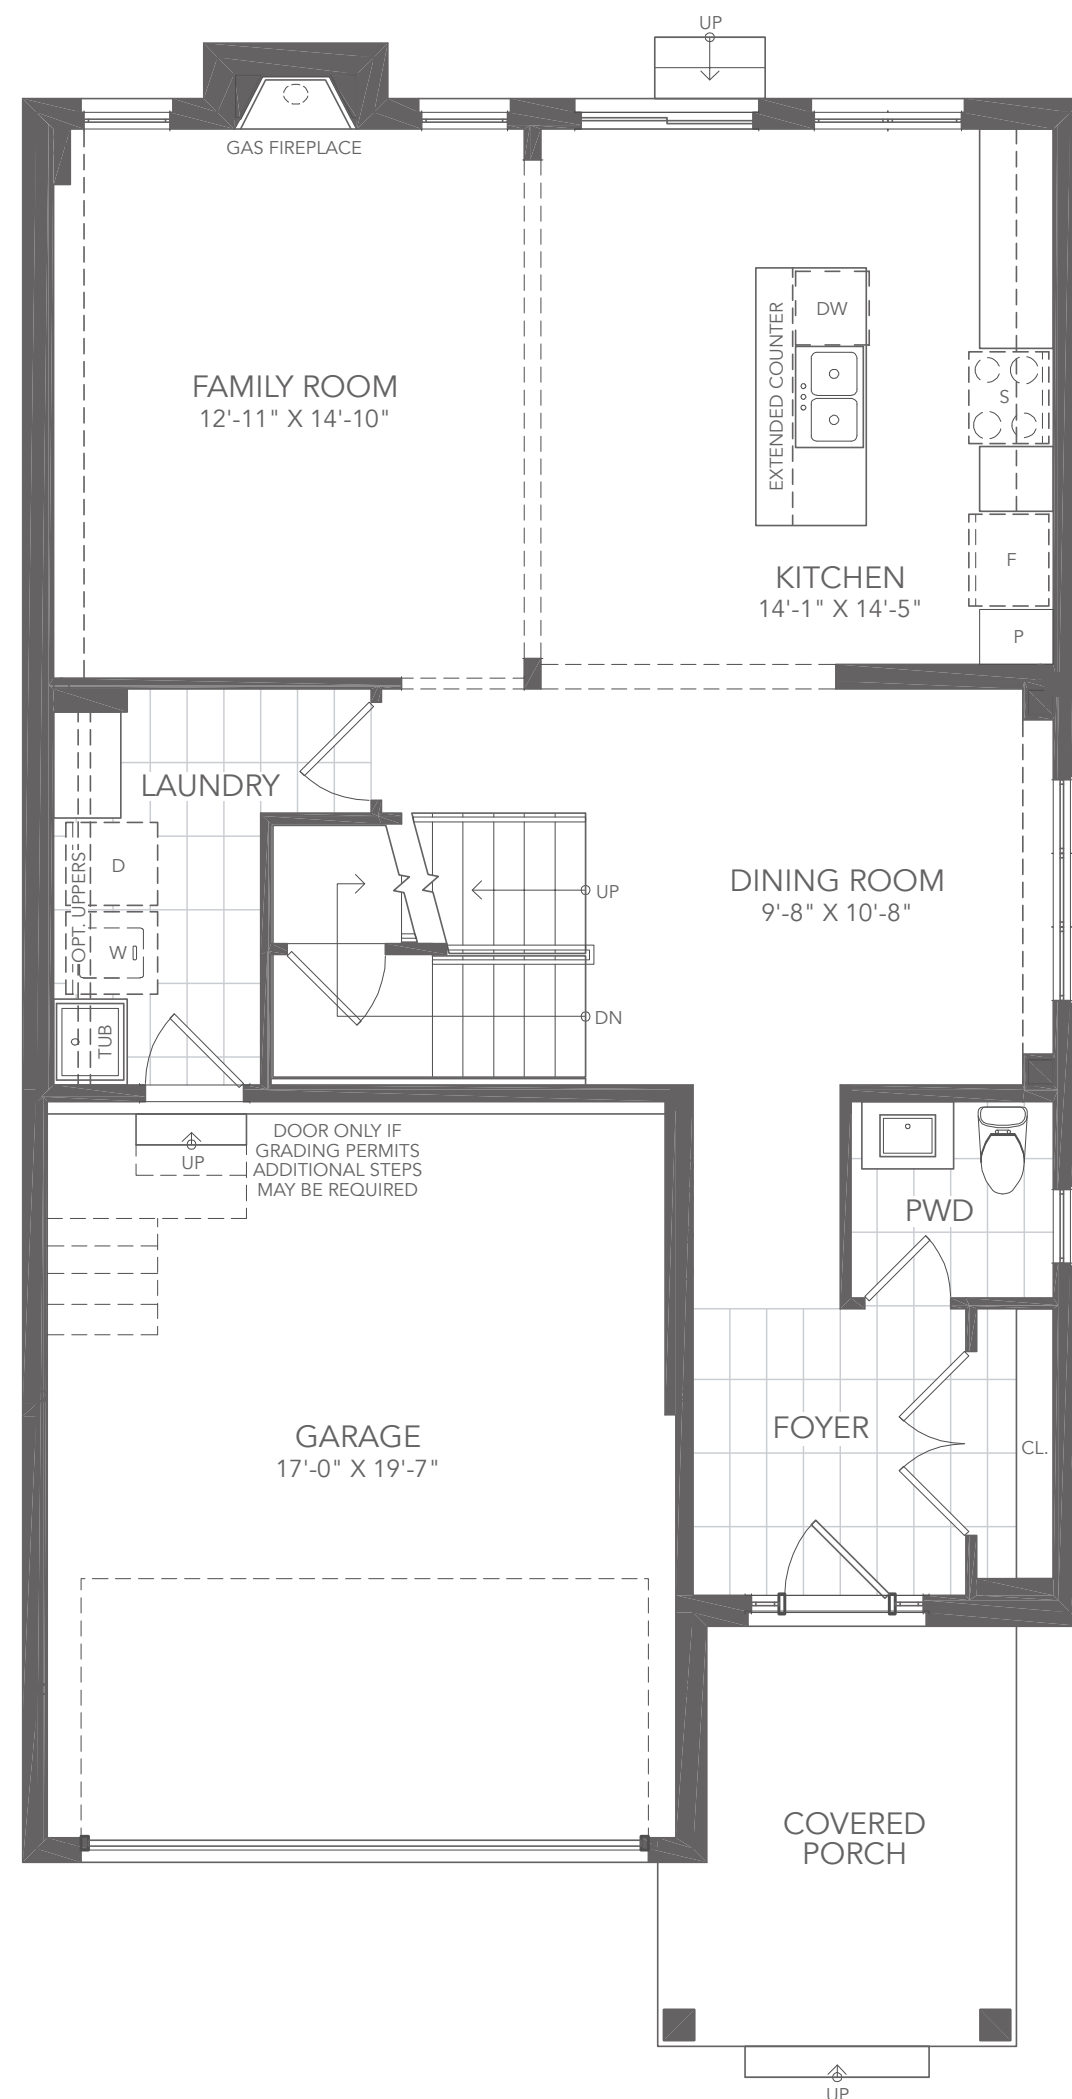 UP
GAS FIREPLACE
DW
EXTENDED COUNTER
S
FAMILY ROOM
12'-11" X 14'-10"
F
KITCHEN
14'-1" X 14'-5"
P
LAUNDRY
D
OPT. UPPERS
W
TUB
UP
DN
DINING ROOM
9'-8" X 10'-8"
UP
DOOR ONLY IF
GRADING PERMITS
ADDITIONAL STEPS
MAY BE REQUIRED
PWD
FOYER
CL.
GARAGE
17'-0" X 19'-7"
COVERED
PORCH
UP